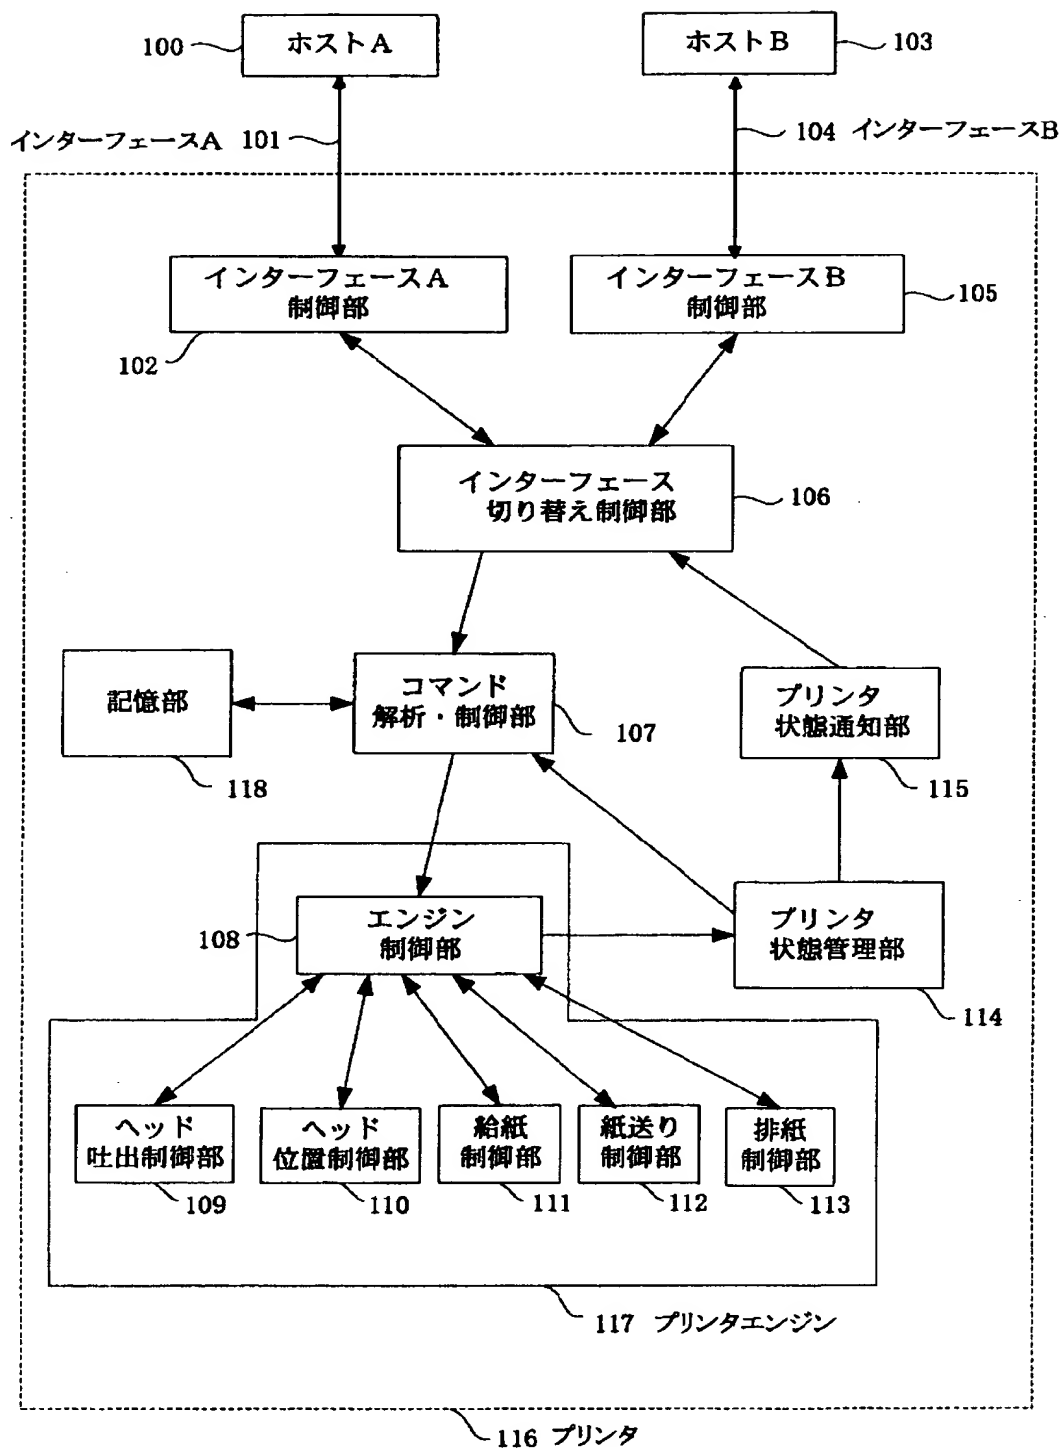 100
ホストA
ホストB
103
インターフェースA 101
104 インターフェースB
インターフェースA
制御部
インターフェースB
制御部
105
102
インターフェース
切り替え制御部
106
記憶部
コマンド
解析・制御部
プリンタ
状態通知部
107
118
115
108
エンジン
制御部
プリンタ
状態管理部
114
ヘッド
吐出制御部
ヘッド
位置制御部
給紙
制御部
紙送り
制御部
排紙
制御部
109
110
111
112
113
117 プリンタエンジン
116 プリンタ